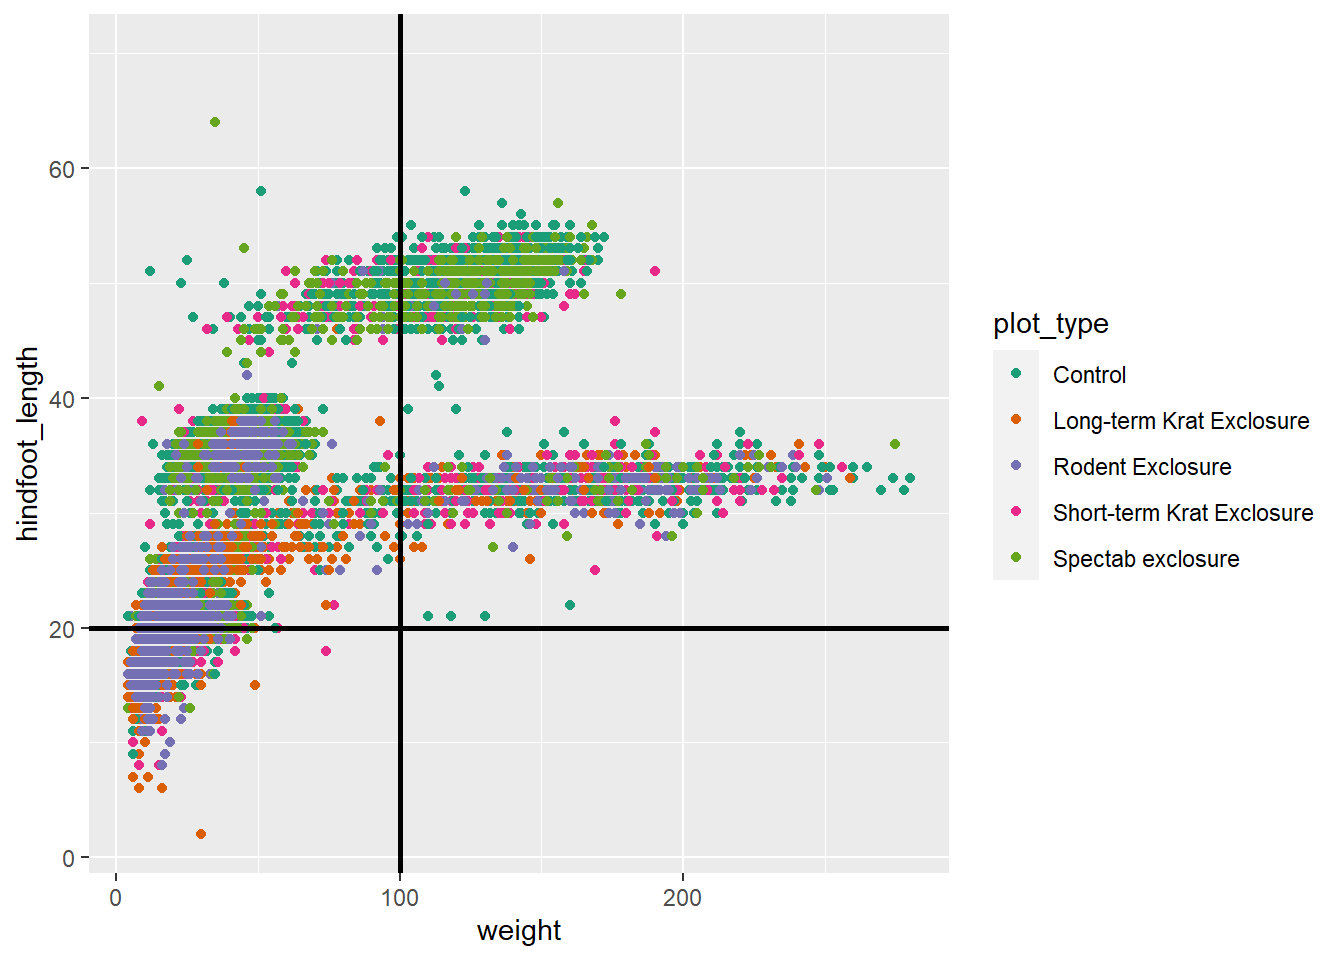 60
40
20
0
hindfoot_length
0
100
200
weight
plot_type
Control
Long-term Krat Exclosure
Rodent Exclosure
Short-term Krat Exclosure
Spectab exclosure